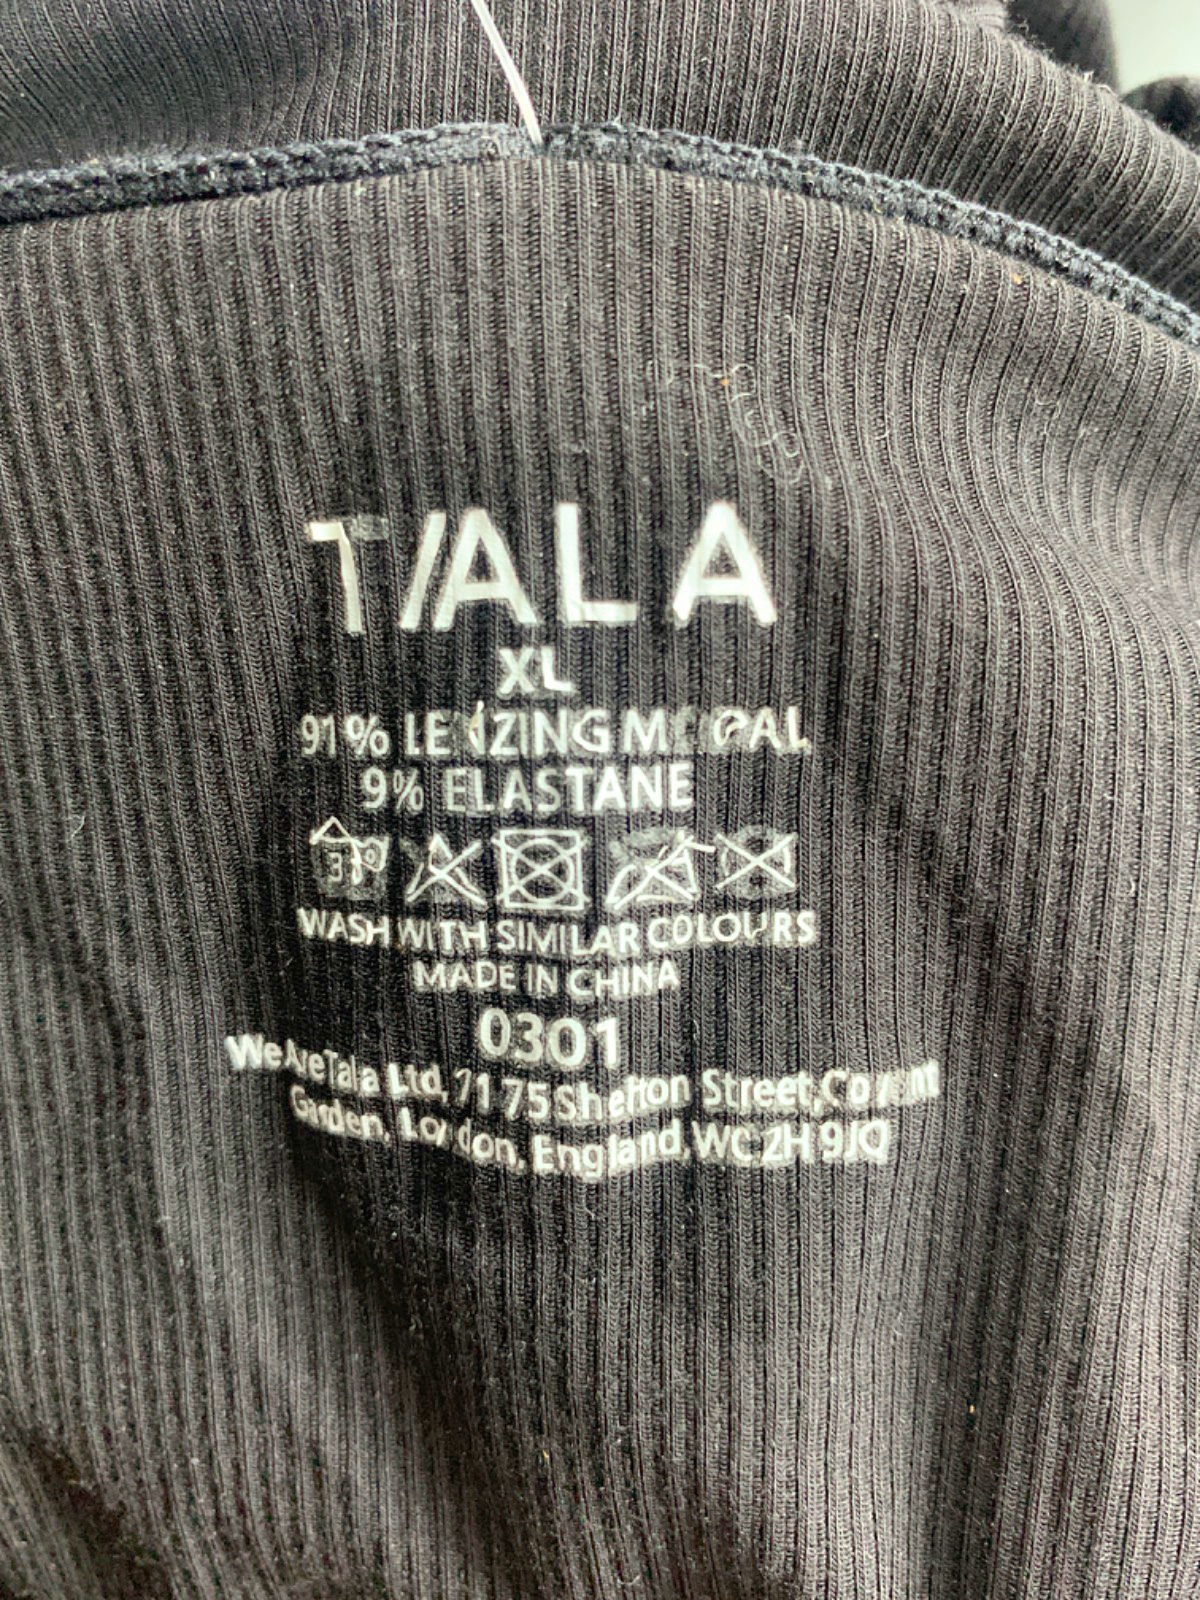 TALA
XL
91% LENZING MODAL
9% ELASTANE
30
WASH WITH SIMILAR COLOURS
MADE IN CHINA
0301
WeAreTala Ltd, 71-75 Shelton Street, Covent
Garden, London, England, WC2H 9JQ